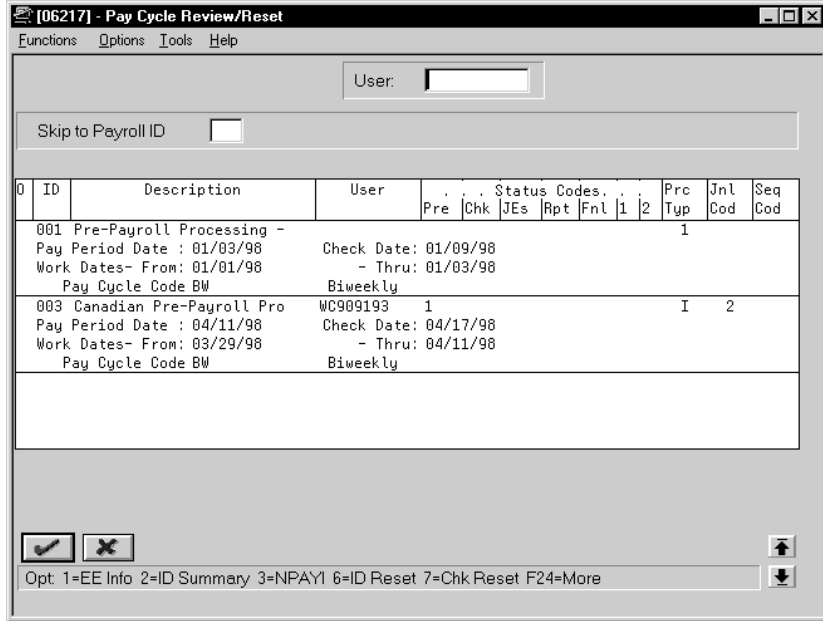 [06217] - Pay Cycle Review/Reset
Functions Options Tools Help
User:
Skip to Payroll ID
O ID Description User . . . Status Codes. . . Prc Jnl Seq
Pre Chk JEs Rpt Fnl 1 2 Typ Cod Cod
001 Pre-Payroll Processing - 1
Pay Period Date : 01/03/98 Check Date: 01/09/98
Work Dates- From: 01/01/98 - Thru: 01/03/98
Pay Cycle Code BW Biweekly
003 Canadian Pre-Payroll Pro WC909193 1 I 2
Pay Period Date : 04/11/98 Check Date: 04/17/98
Work Dates- From: 03/29/98 - Thru: 04/11/98
Pay Cycle Code BW Biweekly
Opt: 1=EE Info 2=ID Summary 3=NPAYI 6=ID Reset 7=Chk Reset F24=More